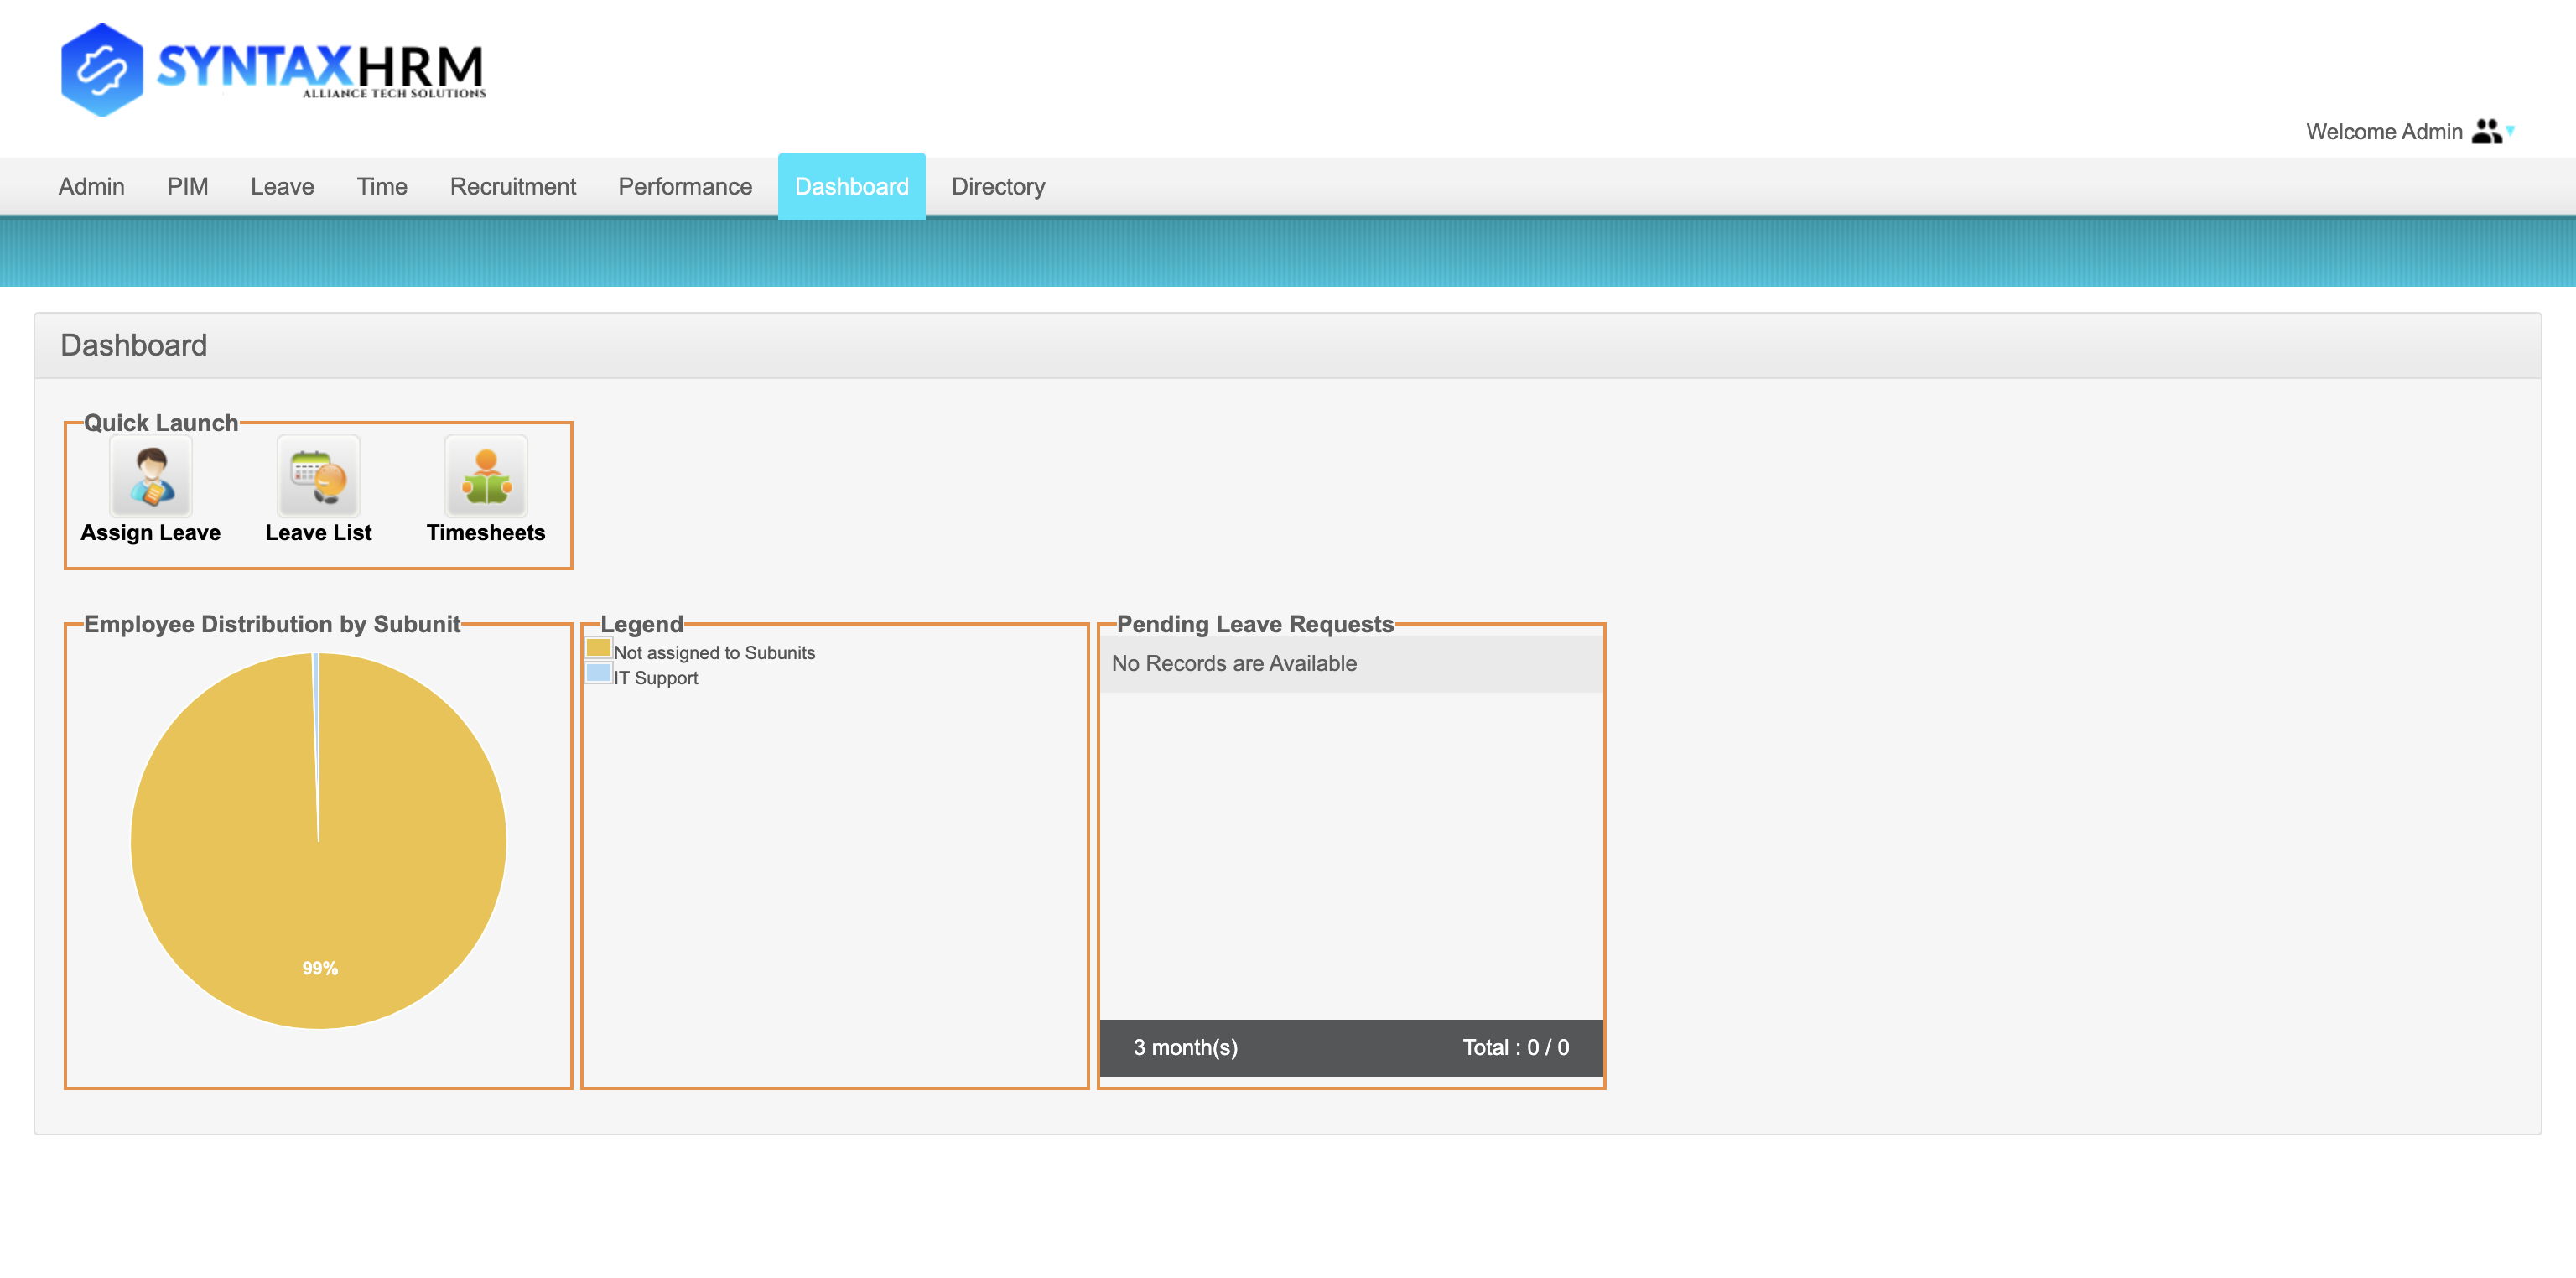 SYNTAXHRM
ALLIANCE TECH SOLUTIONS
Welcome Admin
Admin PIM Leave Time Recruitment Performance Dashboard Directory
Dashboard
Quick Launch
Assign Leave Leave List Timesheets
Employee Distribution by Subunit
99%
Legend
Not assigned to Subunits
IT Support
Pending Leave Requests
No Records are Available
3 month(s) Total : 0 / 0